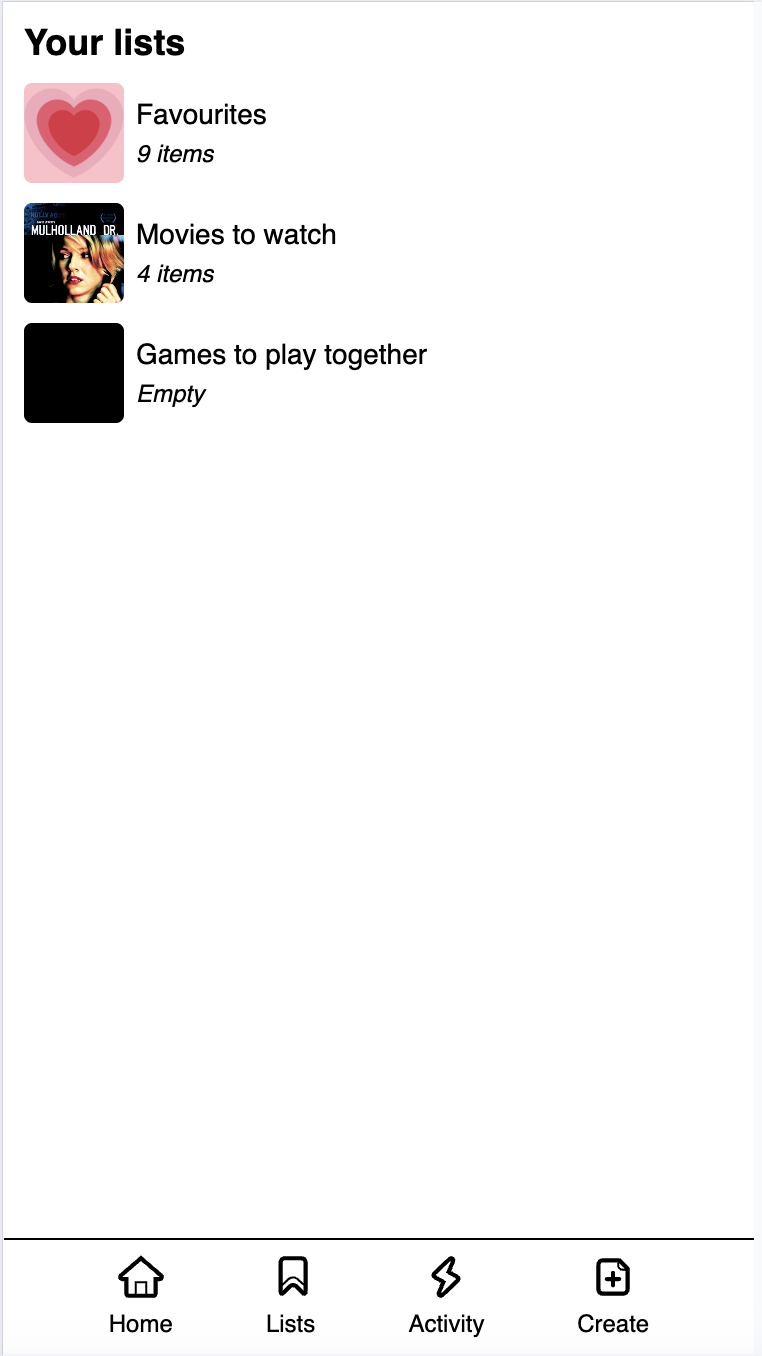 Your lists
Favourites
9 items
MULHOLLAND DR.
Movies to watch
4 items
Games to play together
Empty
Home
Lists
Activity
Create